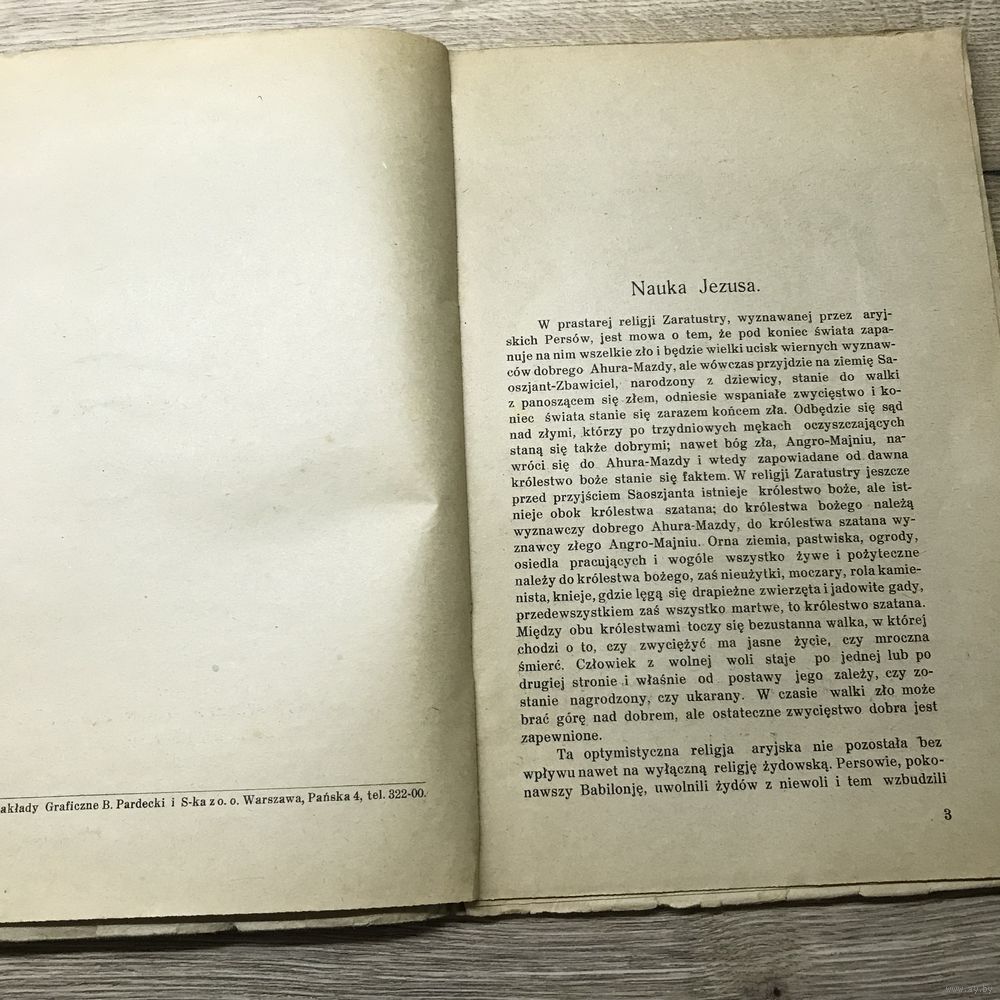 akłady Graficzne B. Pardecki i S-ka z o. o. Warszawa, Pańska 4, tel. 322-00.
Nauka Jezusa.
W prastarej religji Zaratustry, wyznawanej przez aryj-
skich Persów, jest mowa o tem, że pod koniec świata zapa-
nuje na nim wszelkie zło i będzie wielki ucisk wiernych wyznaw-
ców dobrego Ahura-Mazdy, ale wówczas przyjdzie na ziemię Sa-
oszjant-Zbawiciel, narodzony z dziewicy, stanie do walki
z panoszącem się złem, odniesie wspaniałe zwycięstwo i ko-
niec świata stanie się zarazem końcem zła. Odbędzie się sąd
nad złymi, którzy po trzydniowych mękach oczyszczających
staną się także dobrymi; nawet bóg zła, Angro-Majniu, na-
wróci się do Ahura-Mazdy i wtedy zapowiadane od dawna
królestwo boże stanie się faktem. W religji Zaratustry jeszcze
przed przyjściem Saoszjanta istnieje królestwo boże, ale ist-
nieje obok królestwa szatana; do królestwa bożego należą
wyznawczy dobrego Ahura-Mazdy, do królestwa szatana wy-
znawcy złego Angro-Majniu. Orna ziemia, pastwiska, ogrody,
osiedla pracujących i wogóle wszystko żywe i pożyteczne
należy do królestwa bożego, zaś nieużytki, moczary, rola kamie-
nista, knieje, gdzie lęgą się drapieżne zwierzęta i jadowite gady,
przedewszystkiem zaś wszystko martwe, to królestwo szatana.
Między obu królestwami toczy się bezustanna walka, w której
chodzi o to, czy zwyciężyć ma jasne życie, czy mroczna
śmierć. Człowiek z wolnej woli staje po jednej lub po
drugiej stronie i właśnie od postawy jego zależy, czy zo-
stanie nagrodzony, czy ukarany. W czasie walki zło może
brać górę nad dobrem, ale ostateczne zwycięstwo dobra jest
zapewnione.
Ta optymistyczna religja aryjska nie pozostała bez
wpływu nawet na wyłączną religję żydowską. Persowie, poko-
nawszy Babilonję, uwolnili żydów z niewoli i tem wzbudzili
3
www.ay.by